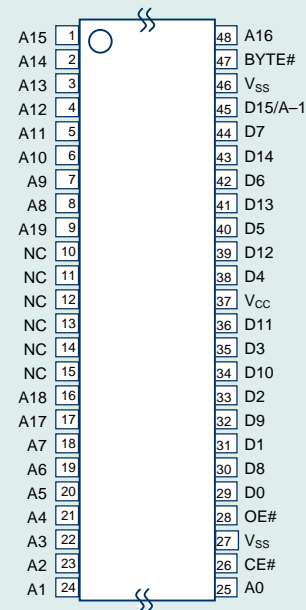 A15 1 48 A16
A14 2 47 BYTE#
A13 3 46 VSS
A12 4 45 D15/A–1
A11 5 44 D7
A10 6 43 D14
A9 7 42 D6
A8 8 41 D13
A19 9 40 D5
NC 10 39 D12
NC 11 38 D4
NC 12 37 VCC
NC 13 36 D11
NC 14 35 D3
NC 15 34 D10
A18 16 33 D2
A17 17 32 D9
A7 18 31 D1
A6 19 30 D8
A5 20 29 D0
A4 21 28 OE#
A3 22 27 VSS
A2 23 26 CE#
A1 24 25 A0